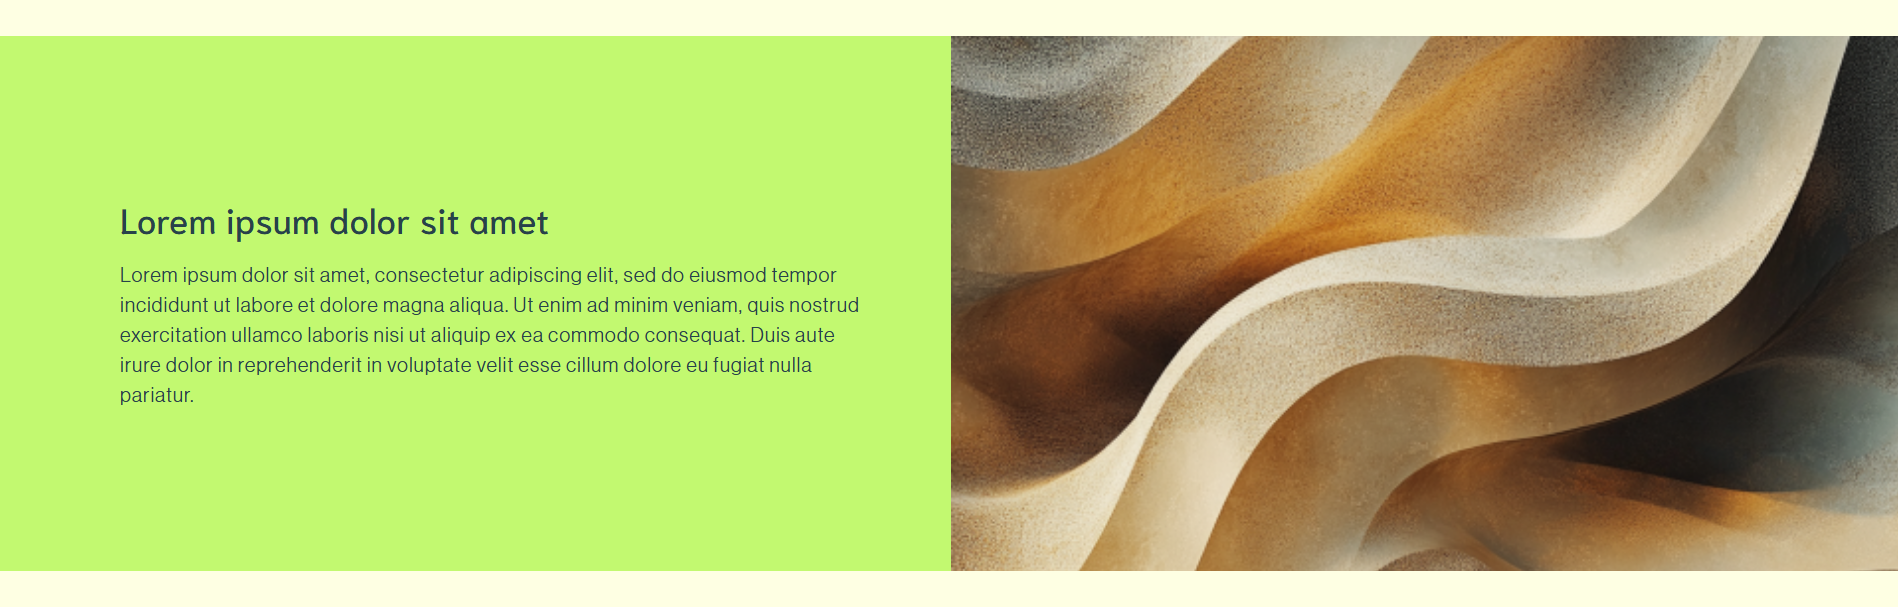 Lorem ipsum dolor sit amet
Lorem ipsum dolor sit amet, consectetur adipiscing elit, sed do eiusmod tempor
incididunt ut labore et dolore magna aliqua. Ut enim ad minim veniam, quis nostrud
exercitation ullamco laboris nisi ut aliquip ex ea commodo consequat. Duis aute
irure dolor in reprehenderit in voluptate velit esse cillum dolore eu fugiat nulla
pariatur.